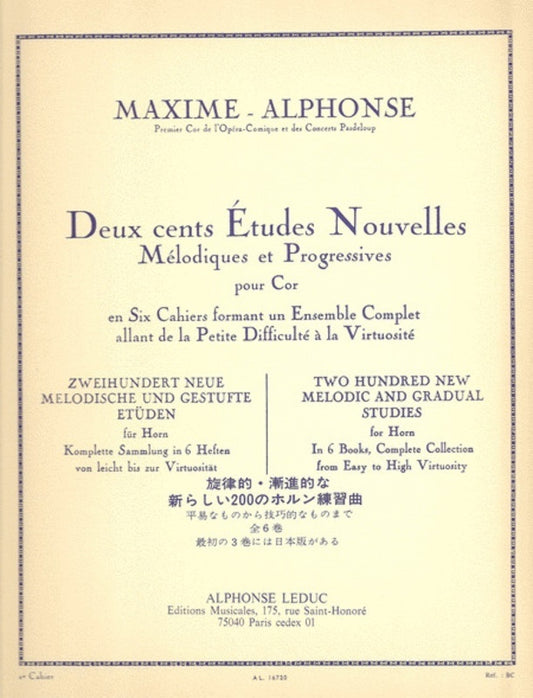 MAXIME - ALPHONSE
Premier Cor de l'Opéra-Comique et des Concerts Pasdeloup
Deux cents Études Nouvelles
Mélodiques et Progressives
pour Cor
en Six Cahiers formant un Ensemble Complet
allant de la Petite Difficulté à la Virtuosité
ZWEIHUNDERT NEUE
MELODISCHE UND GESTUFTE
ETÜDEN
für Horn
Komplette Sammlung in 6 Heften
von leicht bis zur Virtuosität
TWO HUNDRED NEW
MELODIC AND GRADUAL
STUDIES
for Horn
In 6 Books, Complete Collection
from Easy to High Virtuosity
旋律的・漸進的な
新らしい200のホルン練習曲
平易なものから技巧的なものまで
全6巻
最初の3巻には日本版がある
ALPHONSE LEDUC
Editions Musicales, 175, rue Saint-Honoré
75040 Paris cedex 01
2e Cahier
A.L. 16720
Réf. : BC